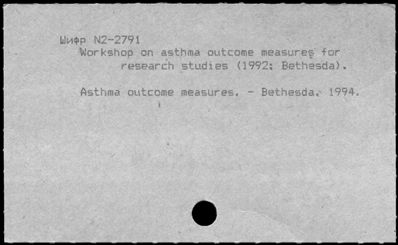 Шифр N2-2791
Workshop on asthma outcome measures for
research studies (1992; Bethesda).
Asthma outcome measures. - Bethesda, 1994.